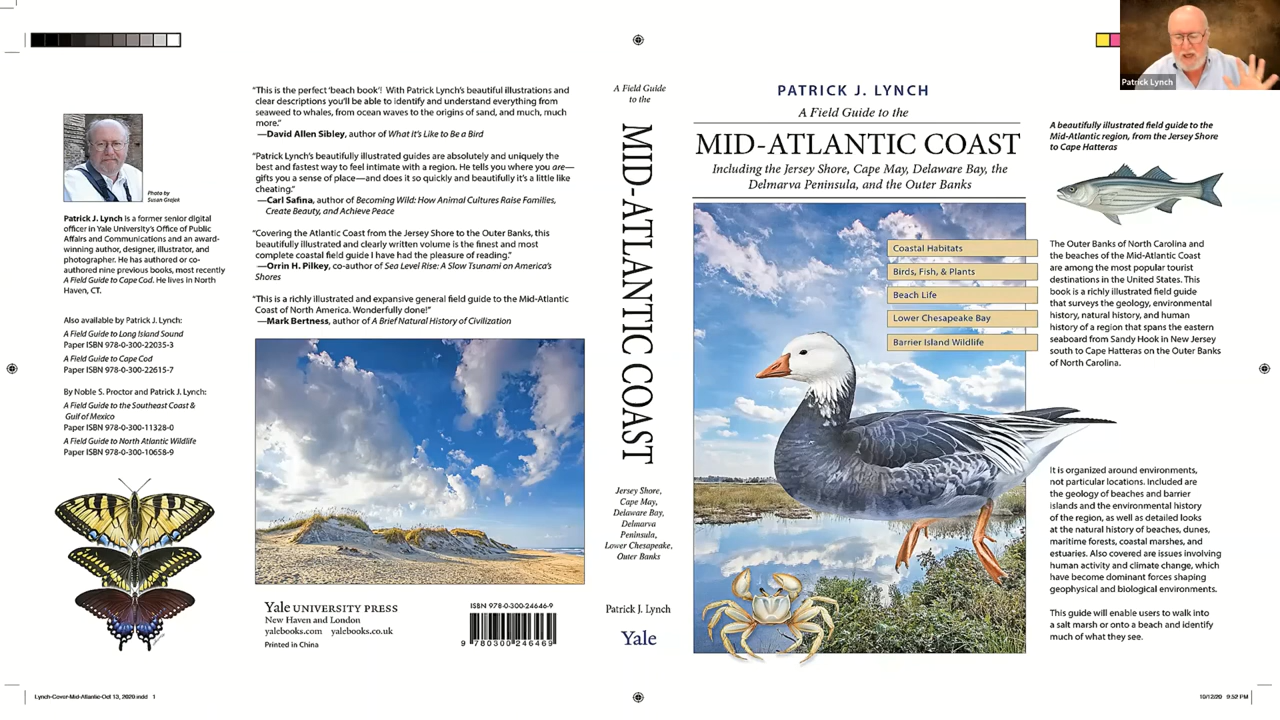 Patrick Lynch
Photo by
Susan Grajek
Patrick J. Lynch is a former senior digital
officer in Yale University's Office of Public
Affairs and Communications and an award-
winning author, designer, illustrator, and
photographer. He has authored or co-
authored nine previous books, most recently
A Field Guide to Cape Cod. He lives in North
Haven, CT.
Also available by Patrick J. Lynch:
A Field Guide to Long Island Sound
Paper ISBN 978-0-300-22035-3
A Field Guide to Cape Cod
Paper ISBN 978-0-300-22615-7
By Noble S. Proctor and Patrick J. Lynch:
A Field Guide to the Southeast Coast &
Gulf of Mexico
Paper ISBN 978-0-300-11328-0
A Field Guide to North Atlantic Wildlife
Paper ISBN 978-0-300-10658-9
"This is the perfect 'beach book'! With Patrick Lynch's beautiful illustrations and
clear descriptions you'll be able to identify and understand everything from
seaweed to whales, from ocean waves to the origins of sand, and much, much
more."
—David Allen Sibley, author of What It's Like to Be a Bird
"Patrick Lynch's beautifully illustrated guides are absolutely and uniquely the
best and fastest way to feel intimate with a region. He tells you where you are—
gifts you a sense of place—and does it so quickly and beautifully it's a little like
cheating."
—Carl Safina, author of Becoming Wild: How Animal Cultures Raise Families,
Create Beauty, and Achieve Peace
"Covering the Atlantic Coast from the Jersey Shore to the Outer Banks, this
beautifully illustrated and clearly written volume is the finest and most
complete coastal field guide I have had the pleasure of reading."
—Orrin H. Pilkey, co-author of Sea Level Rise: A Slow Tsunami on America's
Shores
"This is a richly illustrated and expansive general field guide to the Mid-Atlantic
Coast of North America. Wonderfully done!"
—Mark Bertness, author of A Brief Natural History of Civilization
Yale UNIVERSITY PRESS
New Haven and London
yalebooks.com yalebooks.co.uk
Printed in China
ISBN 978-0-300-24646-9
9 780300 246469
A Field Guide
to the
MID-ATLANTIC COAST
Jersey Shore,
Cape May,
Delaware Bay,
Delmarva
Peninsula,
Lower Chesapeake,
Outer Banks
Patrick J. Lynch
Yale
PATRICK J. LYNCH
A Field Guide to the
MID-ATLANTIC COAST
Including the Jersey Shore, Cape May, Delaware Bay, the
Delmarva Peninsula, and the Outer Banks
Coastal Habitats
Birds, Fish, & Plants
Beach Life
Lower Chesapeake Bay
Barrier Island Wildlife
A beautifully illustrated field guide to the
Mid-Atlantic region, from the Jersey Shore
to Cape Hatteras
The Outer Banks of North Carolina and
the beaches of the Mid-Atlantic Coast
are among the most popular tourist
destinations in the United States. This
book is a richly illustrated field guide
that surveys the geology, environmental
history, natural history, and human
history of a region that spans the eastern
seaboard from Sandy Hook in New Jersey
south to Cape Hatteras on the Outer Banks
of North Carolina.
It is organized around environments,
not particular locations. Included are
the geology of beaches and barrier
islands and the environmental history
of the region, as well as detailed looks
at the natural history of beaches, dunes,
maritime forests, coastal marshes, and
estuaries. Also covered are issues involving
human activity and climate change, which
have become dominant forces shaping
geophysical and biological environments.
This guide will enable users to walk into
a salt marsh or onto a beach and identify
much of what they see.
Lynch-Cover-Mid-Atlantic-Oct 13, 2020.indd 1
10/12/20 9:52 PM